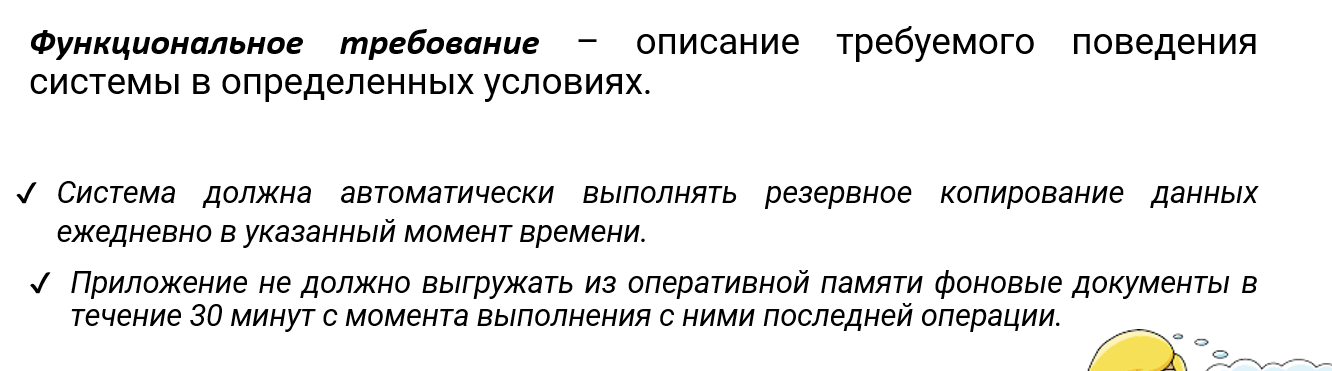 Функциональное требование – описание требуемого поведения
системы в определенных условиях.
✓ Система должна автоматически выполнять резервное копирование данных
ежедневно в указанный момент времени.
✓ Приложение не должно выгружать из оперативной памяти фоновые документы в
течение 30 минут с момента выполнения с ними последней операции.